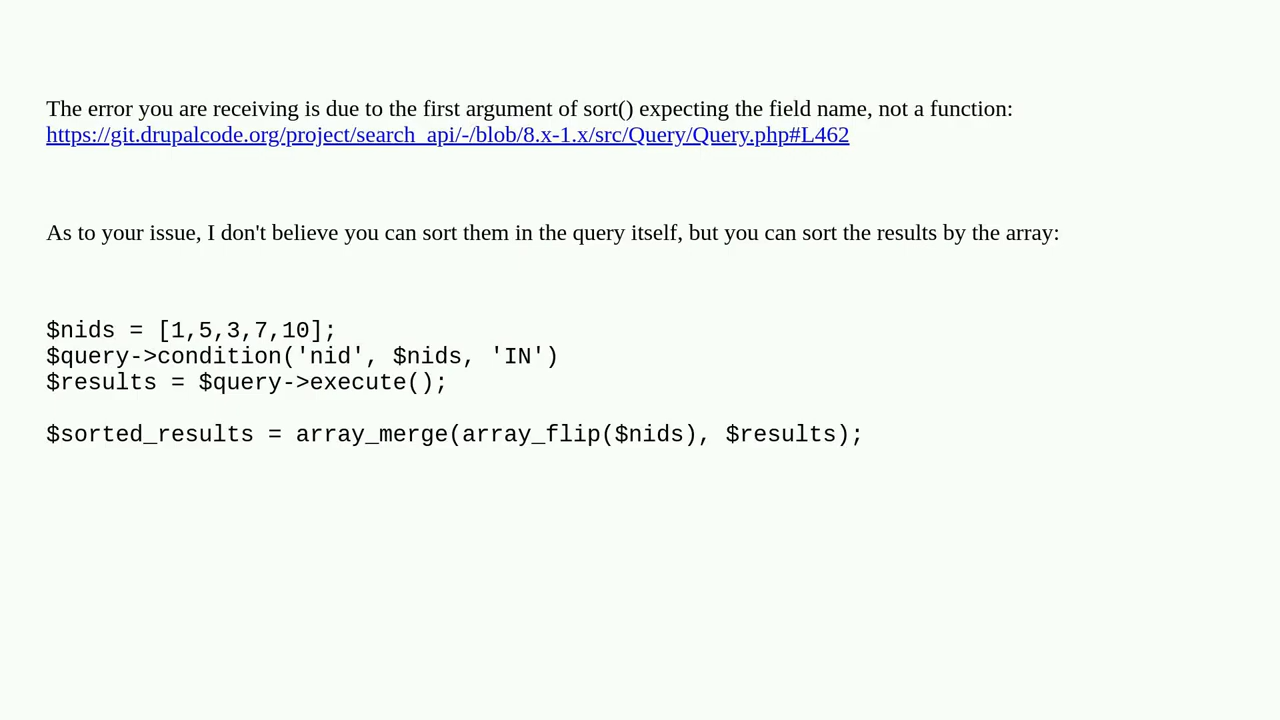 The error you are receiving is due to the first argument of sort() expecting the field name, not a function:
https://git.drupalcode.org/project/search_api/-/blob/8.x-1.x/src/Query/Query.php#L462
As to your issue, I don't believe you can sort them in the query itself, but you can sort the results by the array:
$nids = [1,5,3,7,10];
$query->condition('nid', $nids, 'IN')
$results = $query->execute();
$sorted_results = array_merge(array_flip($nids), $results);